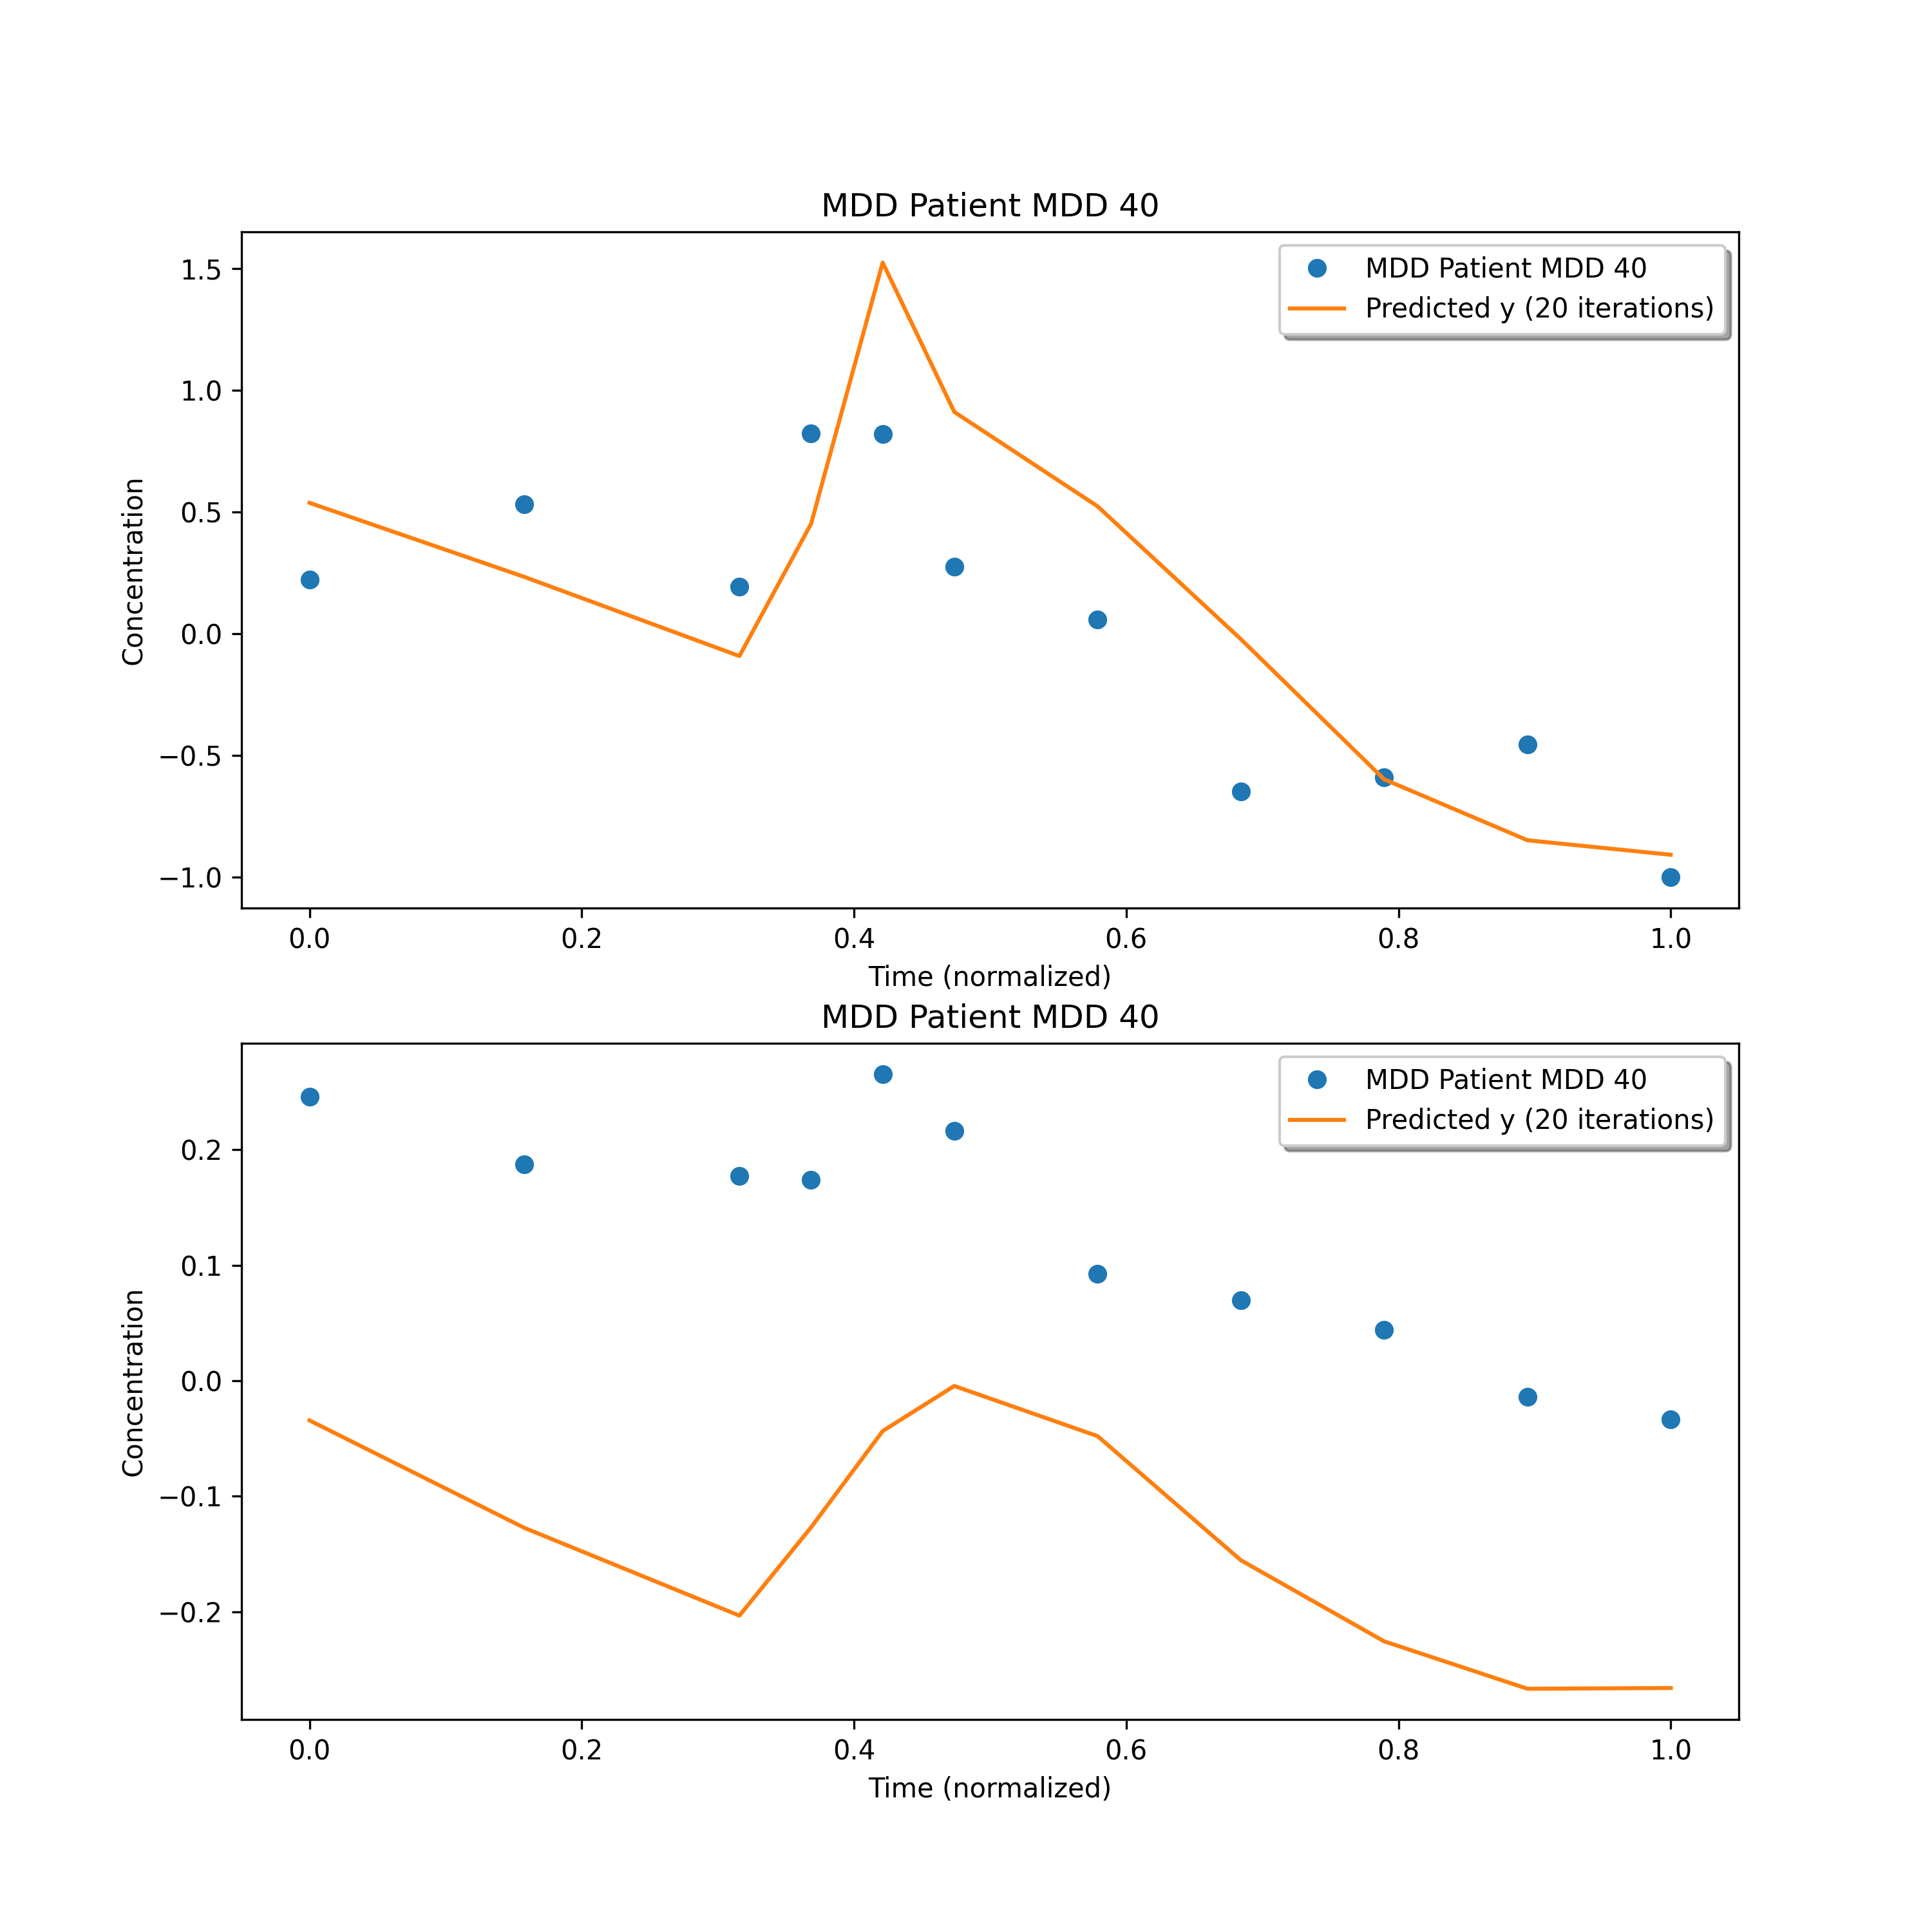 MDD Patient MDD 40
MDD Patient MDD 40
Predicted y (20 iterations)
1.5
1.0
0.5
0.0
−0.5
−1.0
Concentration
0.0 0.2 0.4 0.6 0.8 1.0
Time (normalized)
MDD Patient MDD 40
MDD Patient MDD 40
Predicted y (20 iterations)
0.2
0.1
0.0
−0.1
−0.2
Concentration
0.0 0.2 0.4 0.6 0.8 1.0
Time (normalized)